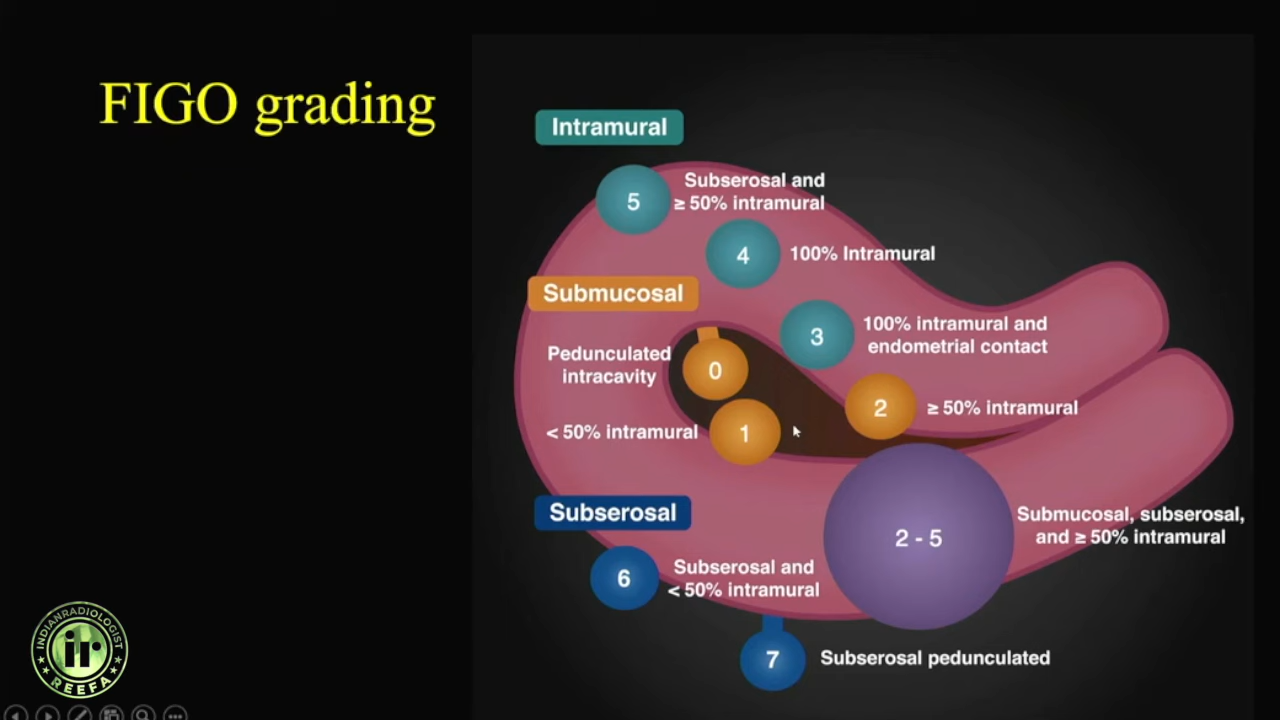 FIGO grading
Intramural
5
Subserosal and
≥ 50% intramural
4
100% Intramural
Submucosal
3
100% intramural and
endometrial contact
Pedunculated
intracavity
0
2
≥ 50% intramural
< 50% intramural
1
Subserosal
2 - 5
Submucosal, subserosal,
and ≥ 50% intramural
6
Subserosal and
< 50% intramural
7
Subserosal pedunculated
INDIANRADIOLOGIST
ir
REEFA